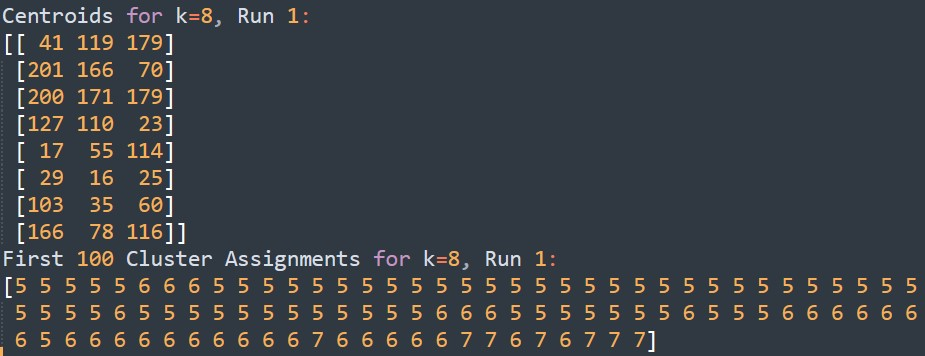 Centroids for k=8, Run 1:
[[ 41 119 179]
[201 166 70]
[200 171 179]
[127 110 23]
[ 17 55 114]
[ 29 16 25]
[103 35 60]
[166 78 116]]
First 100 Cluster Assignments for k=8, Run 1:
[5 5 5 5 5 6 6 6 5 5 5 5 5 5 5 5 5 5 5 5 5 5 5 5 5 5 5 5 5 5 5 5 5 5 5 5 5
5 5 5 5 6 5 5 5 5 5 5 5 5 5 5 5 5 6 6 6 5 5 5 5 5 5 5 6 5 5 5 6 6 6 6 6 6
6 5 6 6 6 6 6 6 6 6 6 6 7 6 6 6 6 6 7 7 6 7 6 7 7 7]